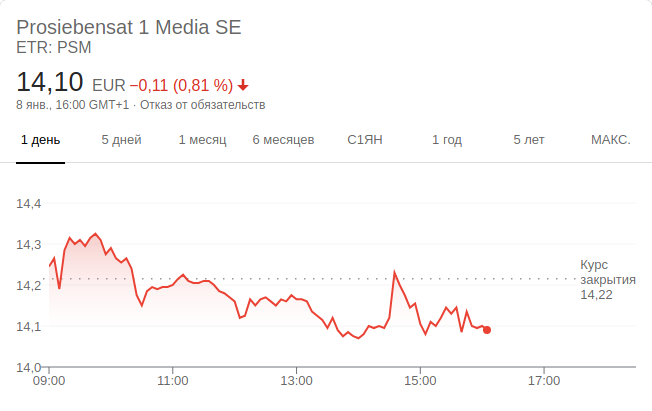 Prosiebensat 1 Media SE
ETR: PSM
14,10 EUR −0,11 (0,81 %)
8 янв., 16:00 GMT+1 · Отказ от обязательств
1 день 5 дней 1 месяц 6 месяцев С1ЯН 1 год 5 лет МАКС.
14,4
14,3
14,2
14,1
14,0
Курс
закрытия
14,22
09:00 11:00 13:00 15:00 17:00